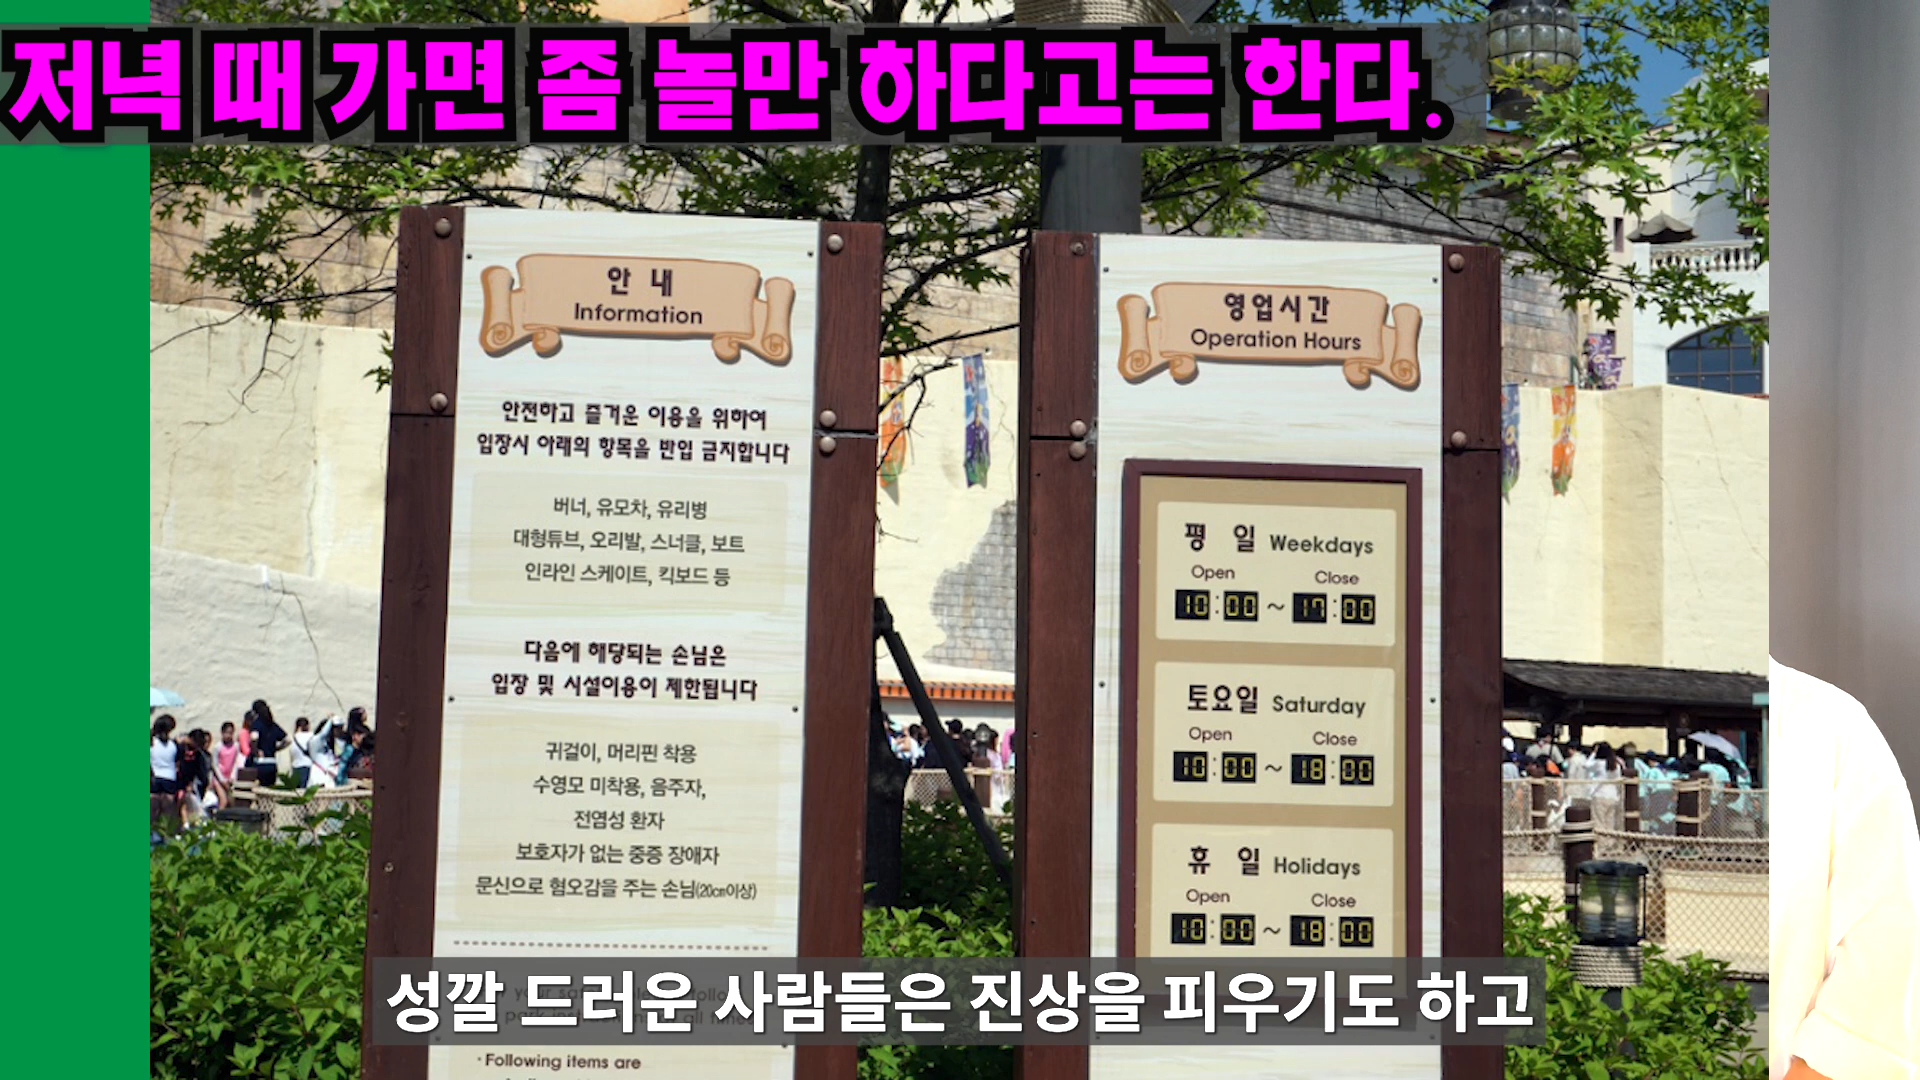 저녁 때 가면 좀 놀만 하다고는 한다.
안 내
Information
안전하고 즐거운 이용을 위하여
입장시 아래의 항목을 반입 금지합니다
버너, 유모차, 유리병
대형튜브, 오리발, 스너클, 보트
인라인 스케이트, 킥보드 등
다음에 해당되는 손님은
입장 및 시설이용이 제한됩니다
귀걸이, 머리핀 착용
수영모 미착용, 음주자,
전염성 환자
보호자가 없는 중증 장애자
문신으로 혐오감을 주는 손님(20cm이상)
· Following items are
영업시간
Operation Hours
평 일 Weekdays
Open Close
10:00 ~ 17:00
토요일 Saturday
Open Close
10:00 ~ 18:00
휴 일 Holidays
Open Close
10:00 ~ 18:00
성깔 드러운 사람들은 진상을 피우기도 하고